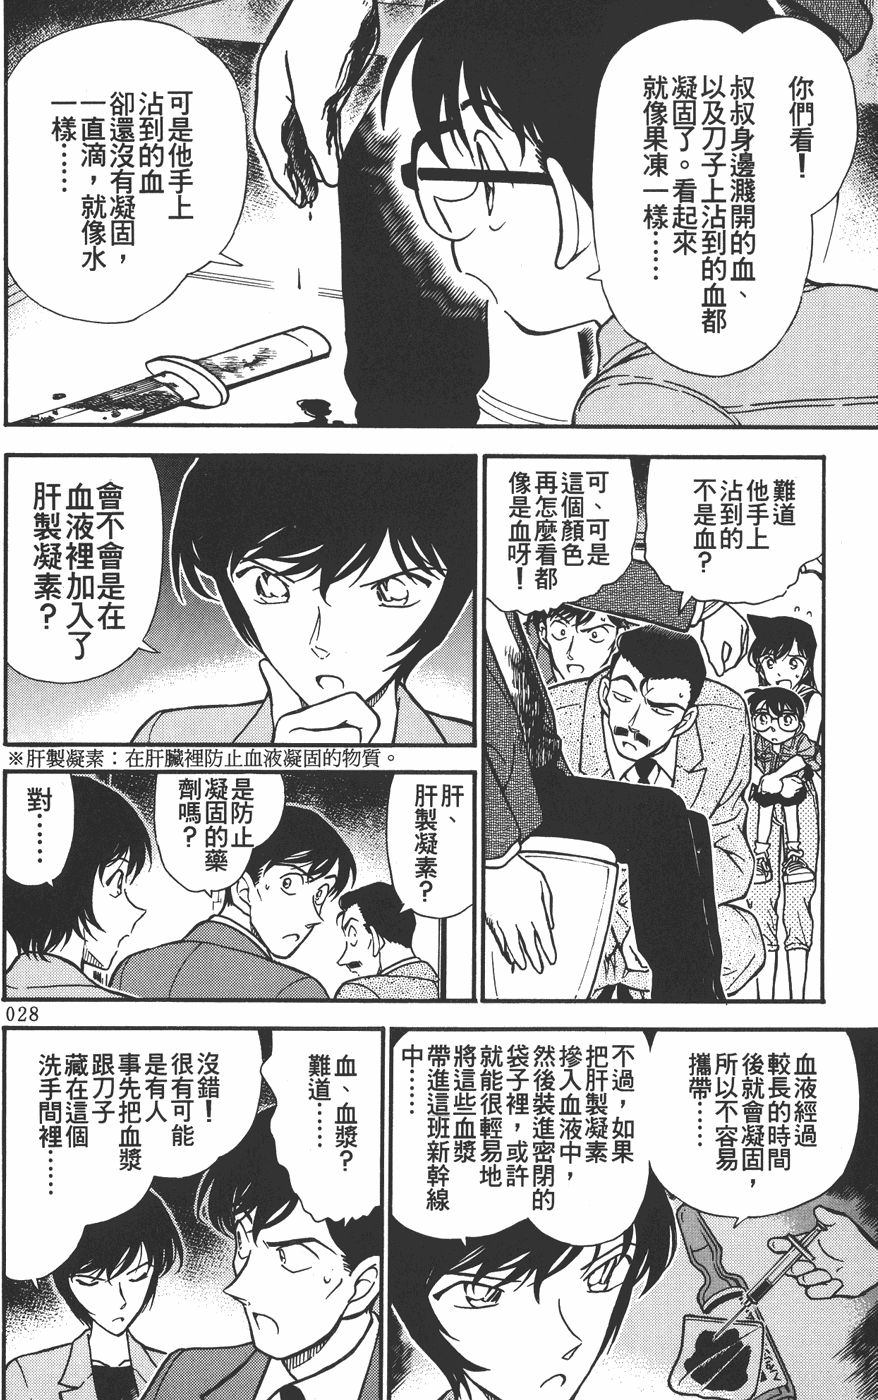 你們看！
叔叔身邊濺開的血、
以及刀子上沾到的血都
凝固了。看起來
就像果凍一樣……
可是他手上
沾到的血
卻還沒有凝固，
一直滴，就像水
一樣……
難道
他手上
沾到的
不是血？
可、可是
這個顏色
再怎麼看都
像是血呀！
會不會是在
血液裡加入了
肝製凝素？
※肝製凝素：在肝臟裡防止血液凝固的物質。
肝、
肝製凝素？
是防止
凝固的藥
劑嗎？
對……
028
血液經過
較長的時間
後就會凝固，
所以不容易
攜帶……
不過，如果
把肝製凝素
摻入血液中，
然後裝進密閉的
袋子裡，或許
就能很輕易地
將這些血漿
帶進這班新幹線
中……
血、血漿？
難道……
沒錯！
很有可能
是有人
事先把血漿
跟刀子
藏在這個
洗手間裡……